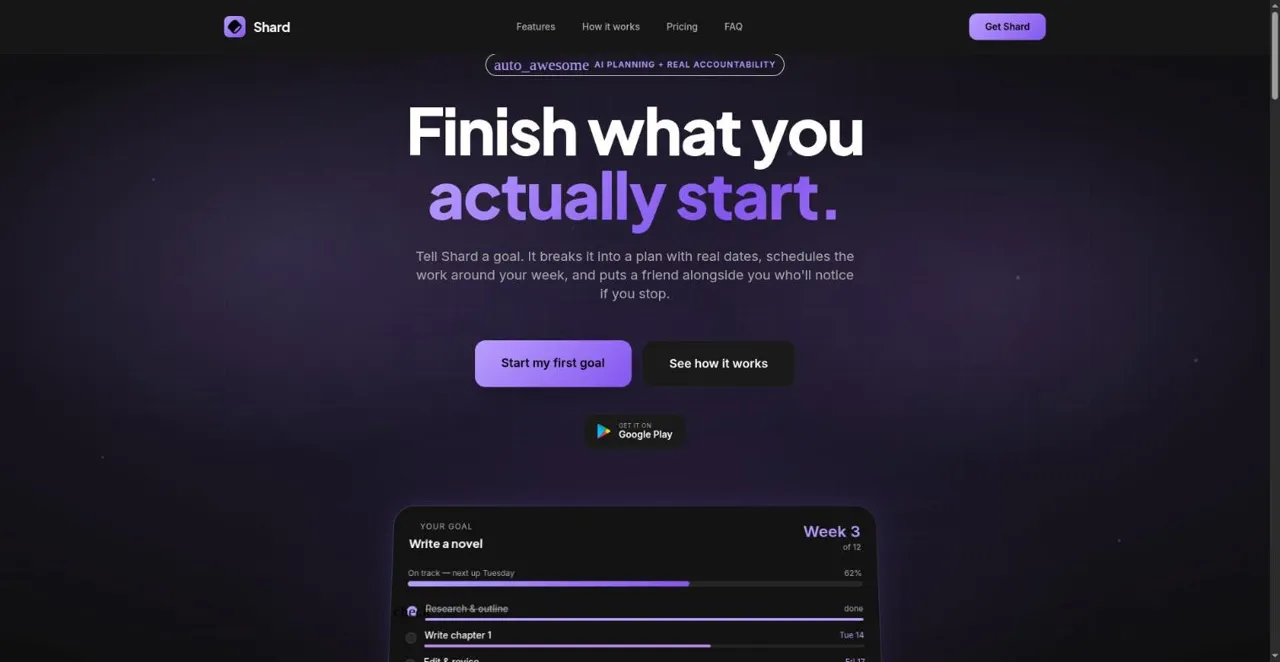 Shard
Features
How it works
Pricing
FAQ
Get Shard
auto_awesome AI PLANNING + REAL ACCOUNTABILITY
Finish what you
actually start.
Tell Shard a goal. It breaks it into a plan with real dates, schedules the
work around your week, and puts a friend alongside you who'll notice
if you stop.
Start my first goal
See how it works
GET IT ON
Google Play
YOUR GOAL
Write a novel
Week 3
of 12
On track — next up Tuesday
62%
Research & outline
done
Write chapter 1
Tue 14
Edit & revise
Fri 17